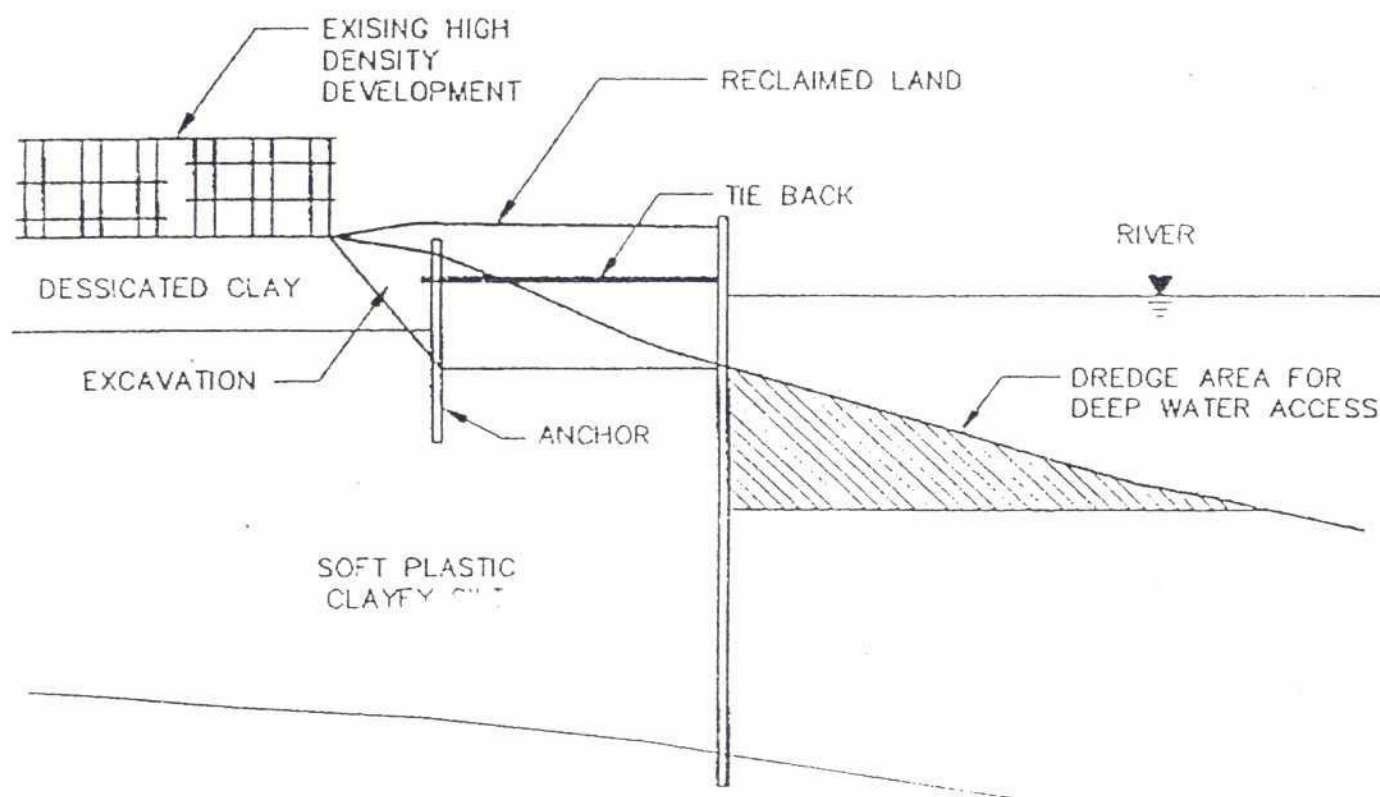 EXISING HIGH
DENSITY
DEVELOPMENT
RECLAIMED LAND
TIE BACK
RIVER
DESSICATED CLAY
EXCAVATION
ANCHOR
DREDGE AREA FOR
DEEP WATER ACCESS
SOFT PLASTIC